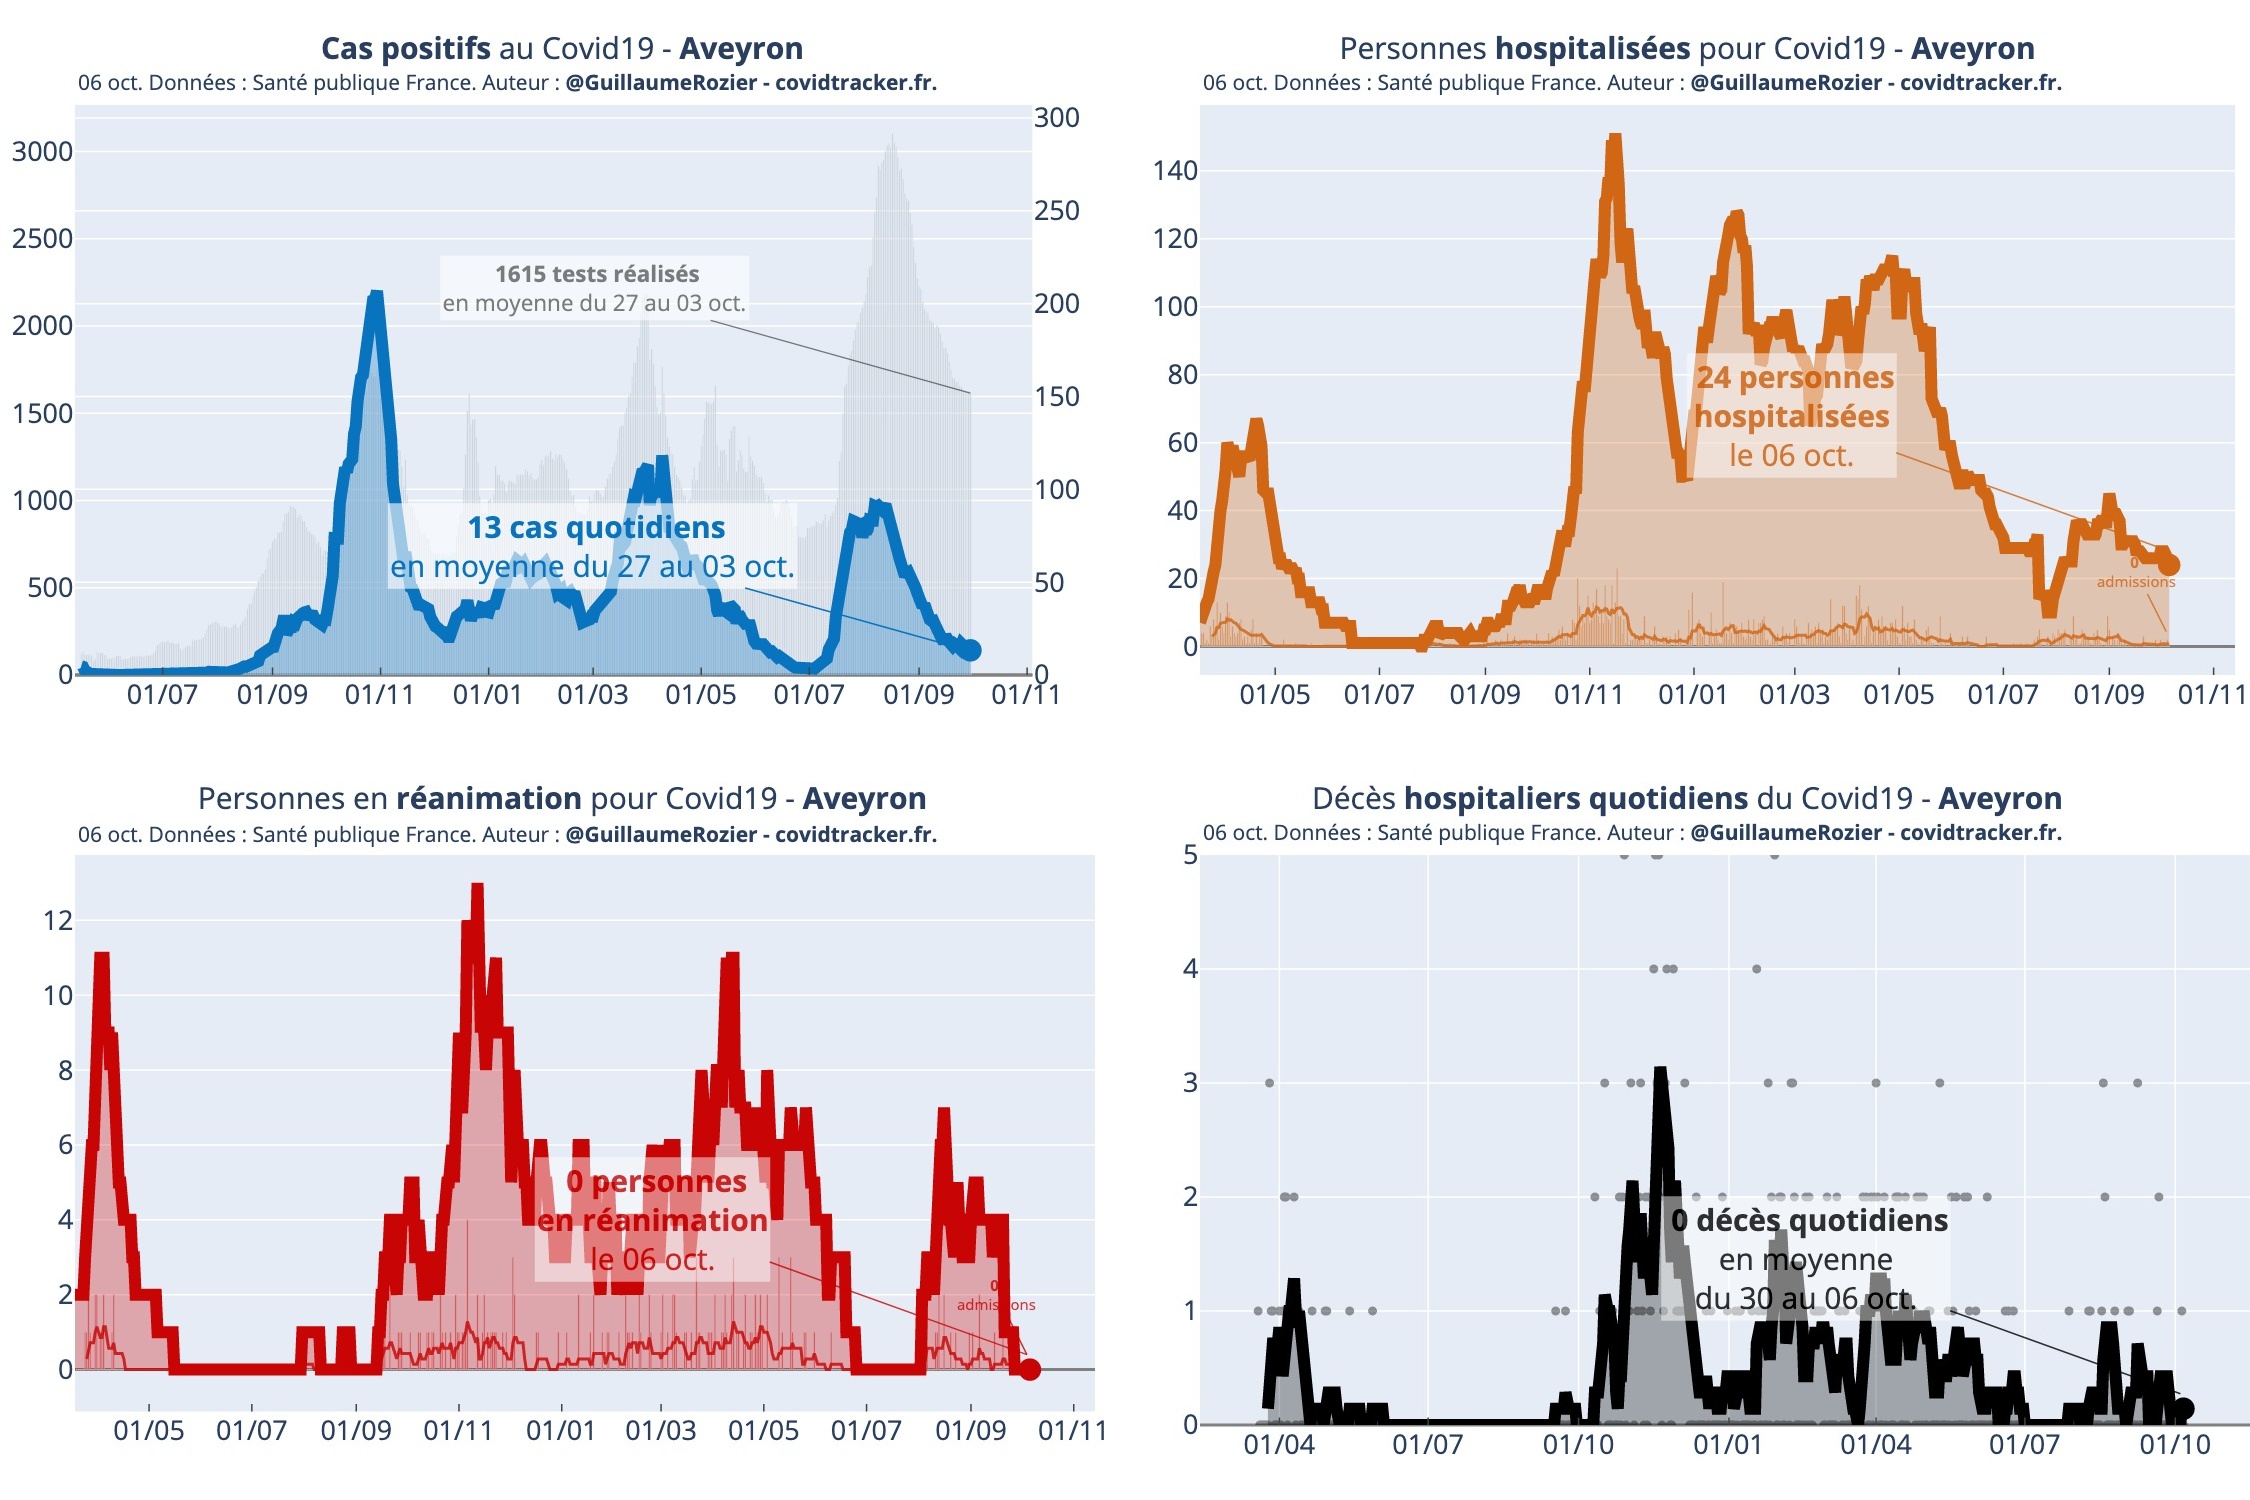 Cas positifs au Covid19 - Aveyron
06 oct. Données : Santé publique France. Auteur : @GuillaumeRozier - covidtracker.fr.
300
3000
250
2500
1615 tests réalisés
en moyenne du 27 au 03 oct.
200
2000
150
1500
100
1000
13 cas quotidiens
en moyenne du 27 au 03 oct.
50
500
0
0
01/07 01/09 01/11 01/01 01/03 01/05 01/07 01/09 01/11
Personnes hospitalisées pour Covid19 - Aveyron
06 oct. Données : Santé publique France. Auteur : @GuillaumeRozier - covidtracker.fr.
140
120
100
80
24 personnes
hospitalisées
le 06 oct.
60
40
0
admissions
20
0
01/05 01/07 01/09 01/11 01/01 01/03 01/05 01/07 01/09 01/11
Personnes en réanimation pour Covid19 - Aveyron
06 oct. Données : Santé publique France. Auteur : @GuillaumeRozier - covidtracker.fr.
12
10
8
6
0 personnes
en réanimation
le 06 oct.
4
0
admissions
2
0
01/05 01/07 01/09 01/11 01/01 01/03 01/05 01/07 01/09 01/11
Décès hospitaliers quotidiens du Covid19 - Aveyron
06 oct. Données : Santé publique France. Auteur : @GuillaumeRozier - covidtracker.fr.
5
4
3
2
0 décès quotidiens
en moyenne
du 30 au 06 oct.
1
0
01/04 01/07 01/10 01/01 01/04 01/07 01/10